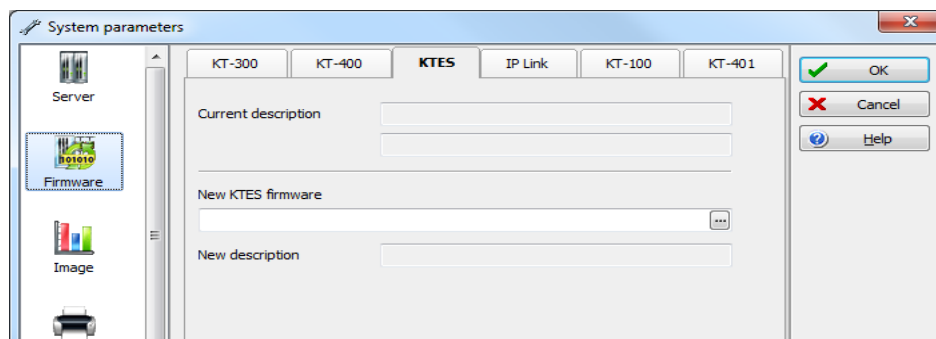 System parameters
Server
Firmware
Image
KT-300 KT-400 KTES IP Link KT-100 KT-401
Current description
New KTES firmware
...
New description
OK
Cancel
Help